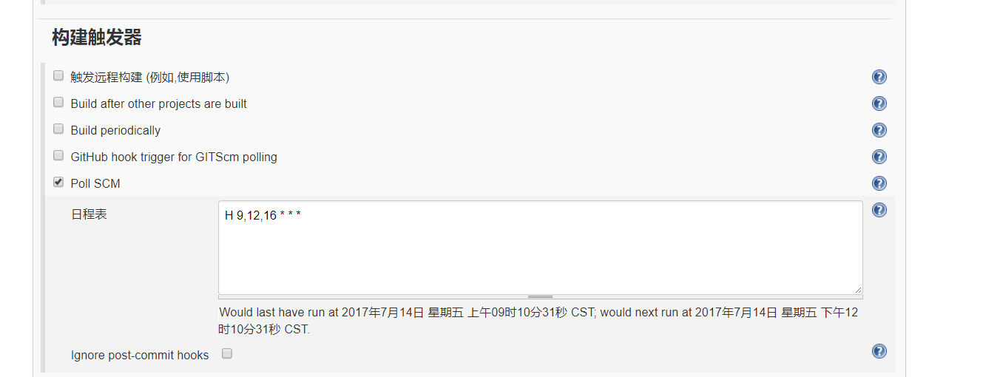 构建触发器
触发远程构建 (例如,使用脚本)
Build after other projects are built
Build periodically
GitHub hook trigger for GITScm polling
Poll SCM
日程表
H 9,12,16 * * *
Would last have run at 2017年7月14日 星期五 上午09时10分31秒 CST; would next run at 2017年7月14日 星期五 下午12
时10分31秒 CST.
Ignore post-commit hooks